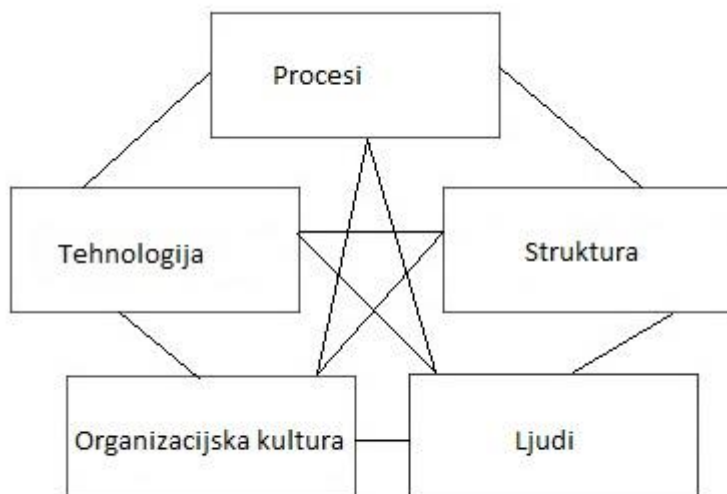 Procesi
Tehnologija
Struktura
Organizacijska kultura
Ljudi